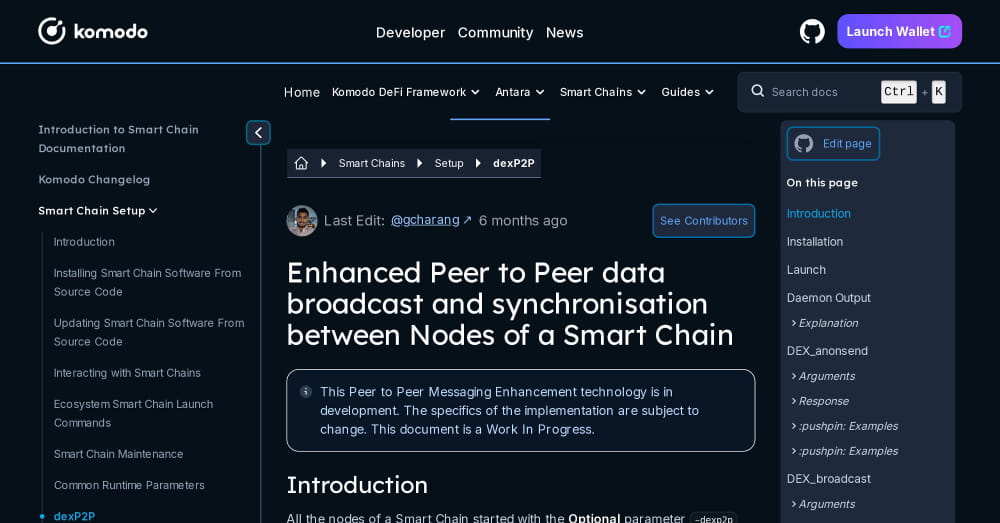 komodo
Developer Community News
Launch Wallet
Home Komodo DeFi Framework Antara Smart Chains Guides
Search docs Ctrl + K
Introduction to Smart Chain
Documentation
Komodo Changelog
Smart Chain Setup
Introduction
Installing Smart Chain Software From
Source Code
Updating Smart Chain Software From
Source Code
Interacting with Smart Chains
Ecosystem Smart Chain Launch
Commands
Smart Chain Maintenance
Common Runtime Parameters
dexP2P
Smart Chains Setup dexP2P
Last Edit: @gcharang ↗ 6 months ago
See Contributors
Enhanced Peer to Peer data
broadcast and synchronisation
between Nodes of a Smart Chain
This Peer to Peer Messaging Enhancement technology is in
development. The specifics of the implementation are subject to
change. This document is a Work In Progress.
Introduction
All the nodes of a Smart Chain started with the Optional parameter -dexp2p
Edit page
On this page
Introduction
Installation
Launch
Daemon Output
Explanation
DEX_anonsend
Arguments
Response
:pushpin: Examples
:pushpin: Examples
DEX_broadcast
Arguments